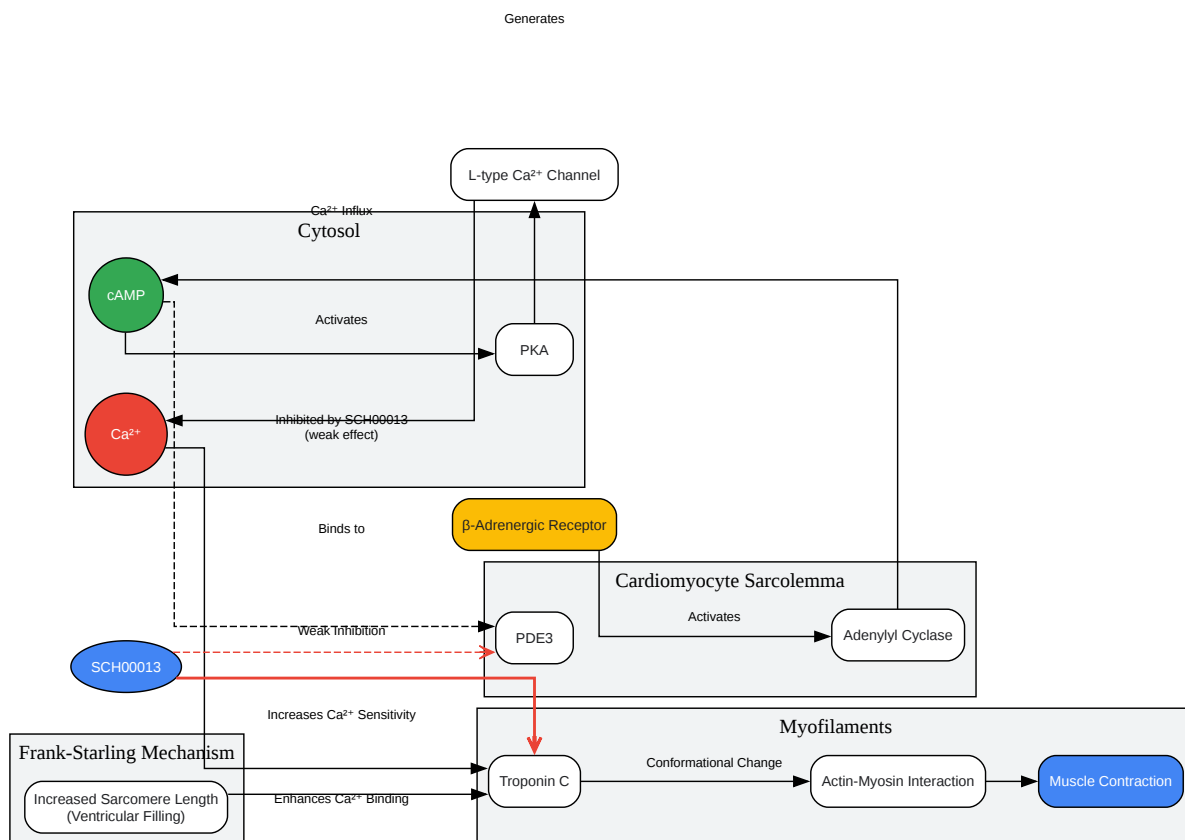 Generates
L-type Ca²⁺ Channel
Ca²⁺ Influx
Cytosol
cAMP
Activates
PKA
Inhibited by SCH00013
(weak effect)
Ca²⁺
Binds to
β-Adrenergic Receptor
Cardiomyocyte Sarcolemma
Activates
Weak Inhibition
PDE3
Adenylyl Cyclase
SCH00013
Increases Ca²⁺ Sensitivity
Myofilaments
Frank-Starling Mechanism
Conformational Change
Troponin C
Actin-Myosin Interaction
Muscle Contraction
Increased Sarcomere Length
(Ventricular Filling)
Enhances Ca²⁺ Binding